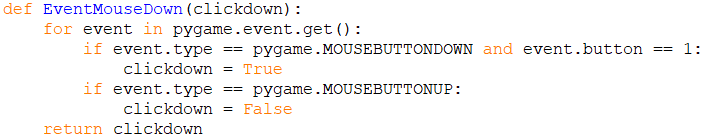 def EventMouseDown(clickdown):
    for event in pygame.event.get():
        if event.type == pygame.MOUSEBUTTONDOWN and event.button == 1:
            clickdown = True
        if event.type == pygame.MOUSEBUTTONUP:
            clickdown = False
    return clickdown